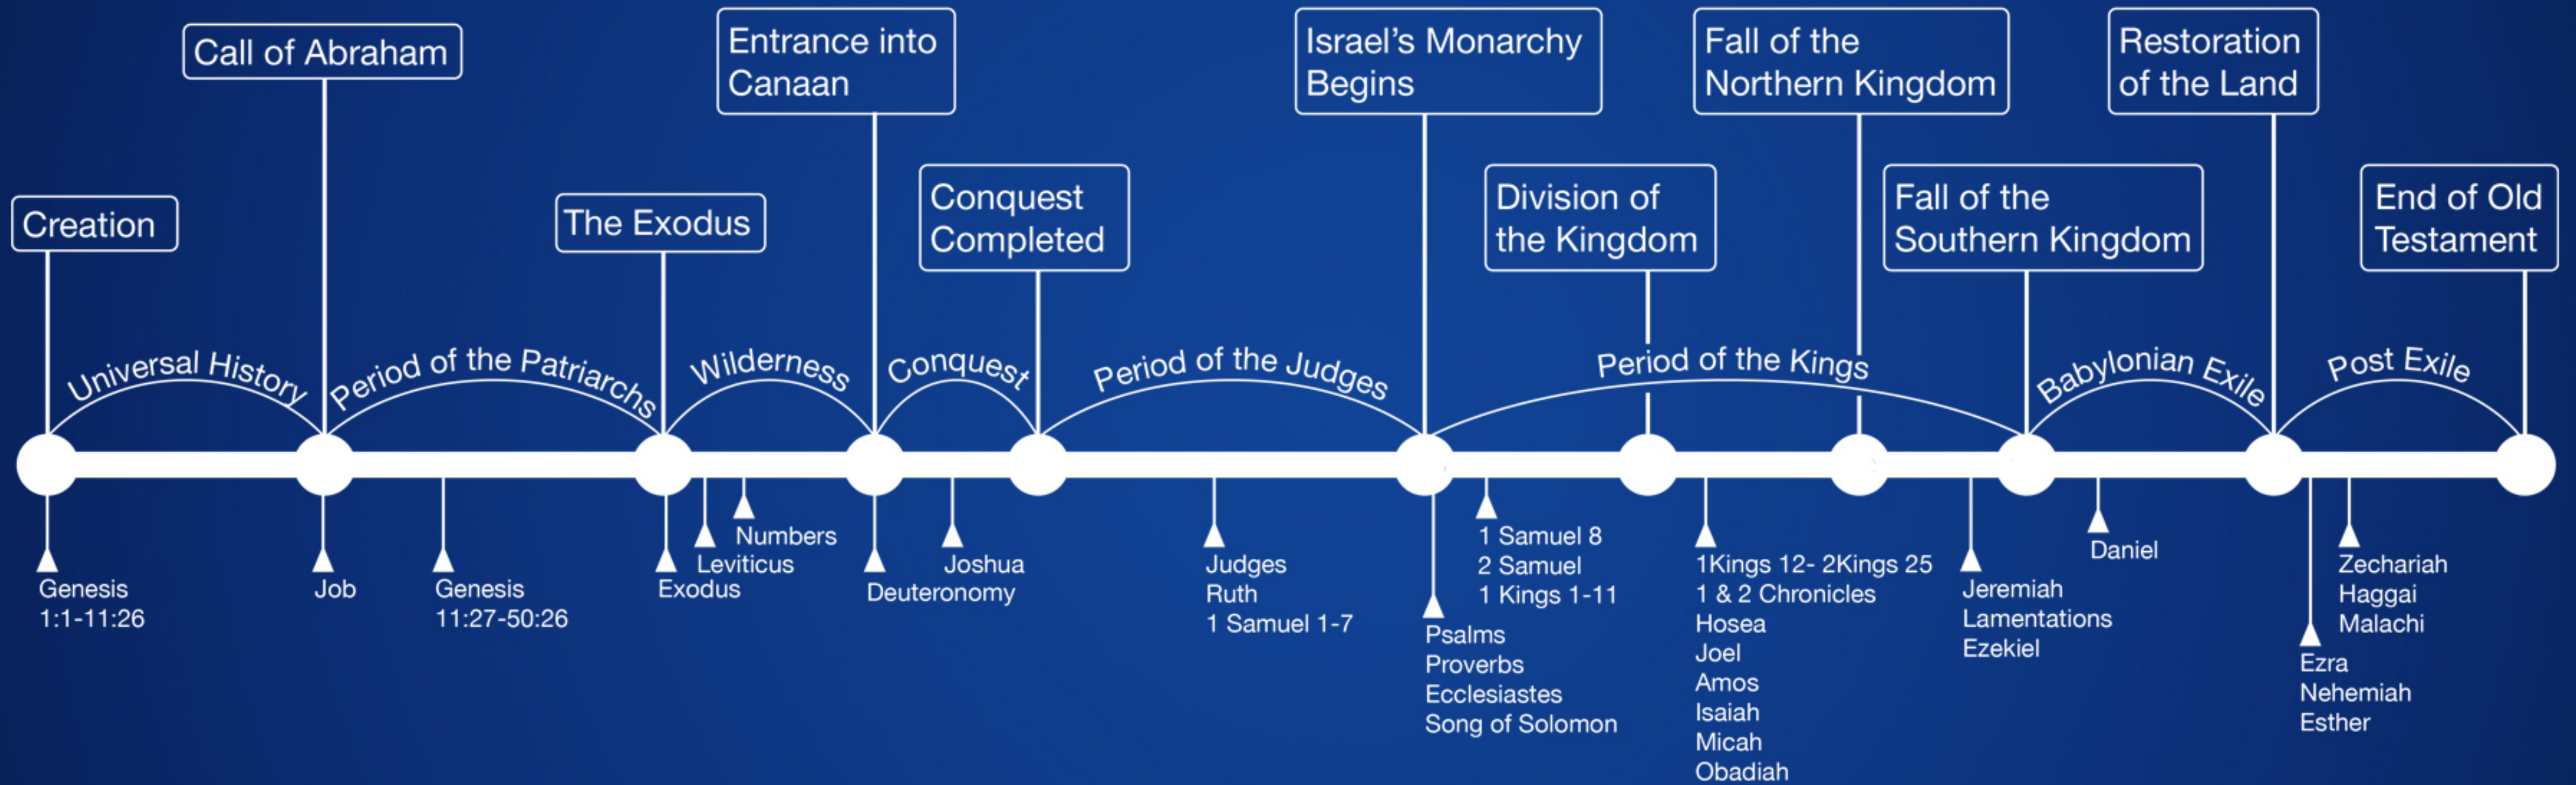 Creation
Call of Abraham
The Exodus
Entrance into
Canaan
Conquest
Completed
Israel's Monarchy
Begins
Division of
the Kingdom
Fall of the
Northern Kingdom
Fall of the
Southern Kingdom
Restoration
of the Land
End of Old
Testament
Universal History
Period of the Patriarchs
Wilderness
Conquest
Period of the Judges
Period of the Kings
Babylonian Exile
Post Exile
Genesis
1:1-11:26
Job
Genesis
11:27-50:26
Exodus
Leviticus
Numbers
Deuteronomy
Joshua
Judges
Ruth
1 Samuel 1-7
Psalms
Proverbs
Ecclesiastes
Song of Solomon
1 Samuel 8
2 Samuel
1 Kings 1-11
1Kings 12- 2Kings 25
1 & 2 Chronicles
Hosea
Joel
Amos
Isaiah
Micah
Obadiah
Jeremiah
Lamentations
Ezekiel
Daniel
Ezra
Nehemiah
Esther
Zechariah
Haggai
Malachi